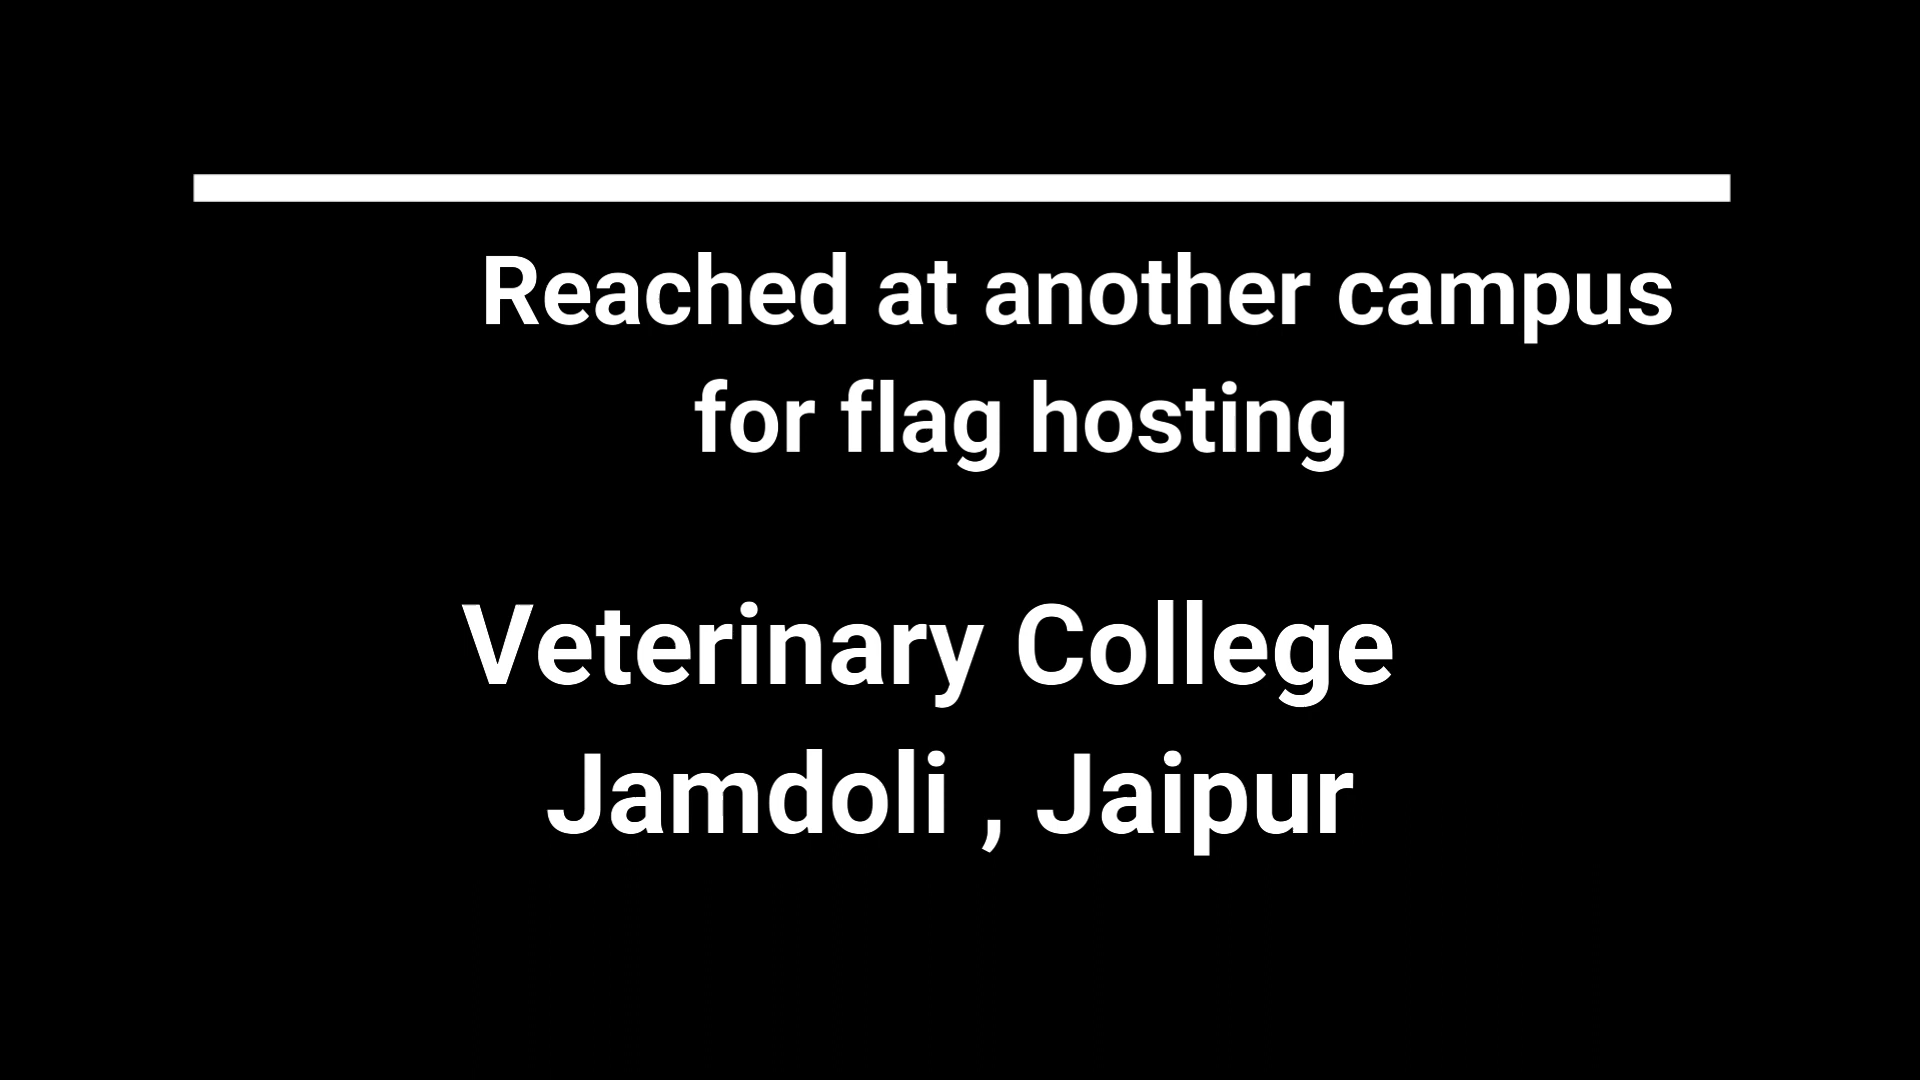 Reached at another campus
for flag hosting
Veterinary College
Jamdoli , Jaipur